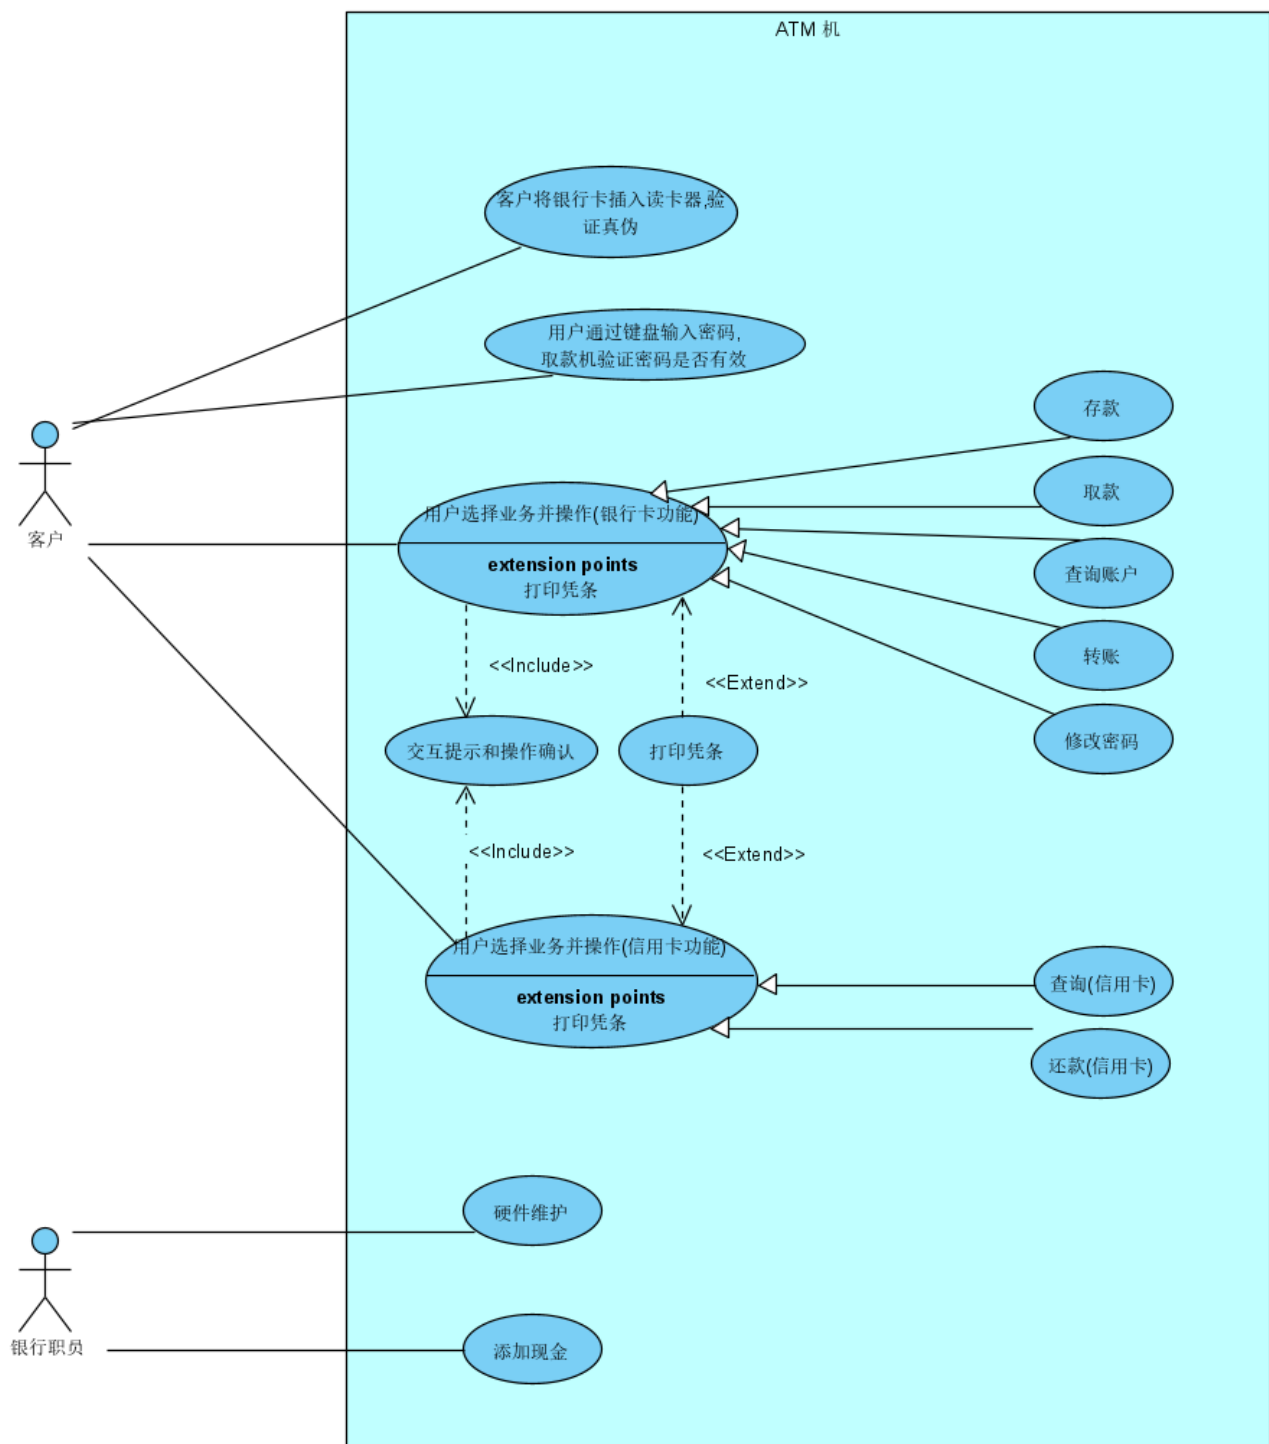 ATM 机
客户将银行卡插入读卡器,验
证真伪
用户通过键盘输入密码,
取款机验证密码是否有效
存款
取款
客户
用户选择业务并操作(银行卡功能)
extension points
打印凭条
查询账户
转账
<<Include>>
<<Extend>>
修改密码
交互提示和操作确认
打印凭条
<<Include>>
<<Extend>>
用户选择业务并操作(信用卡功能)
extension points
打印凭条
查询(信用卡)
还款(信用卡)
硬件维护
银行职员
添加现金